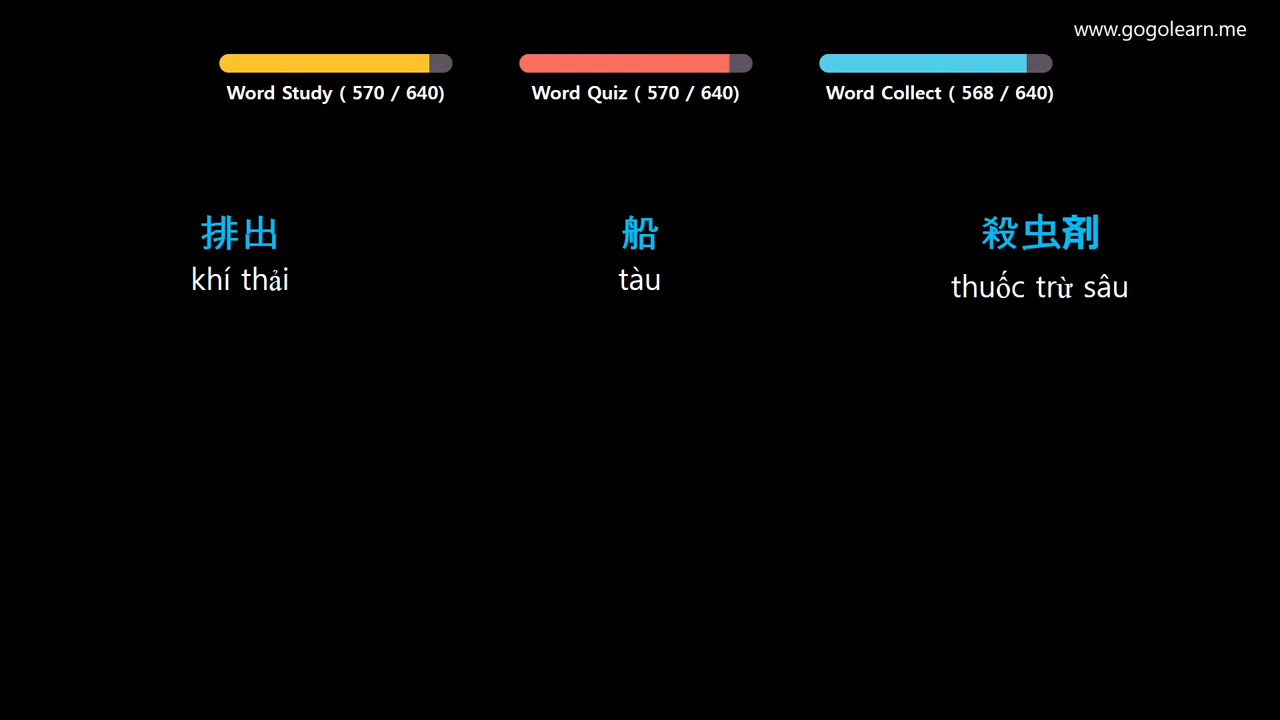 www.gogolearn.me
Word Study ( 570 / 640)
Word Quiz ( 570 / 640)
Word Collect ( 568 / 640)
排出
khí thải
船
tàu
殺虫剤
thuốc trừ sâu